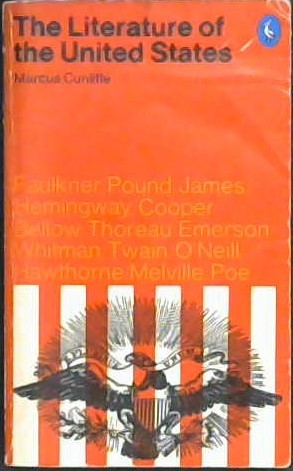 The Literature of
the United States
Marcus Cunliffe
Faulkner Pound James
Hemingway Cooper
Bellow Thoreau Emerson
Whitman Twain O'Neill
Hawthorne Melville Poe